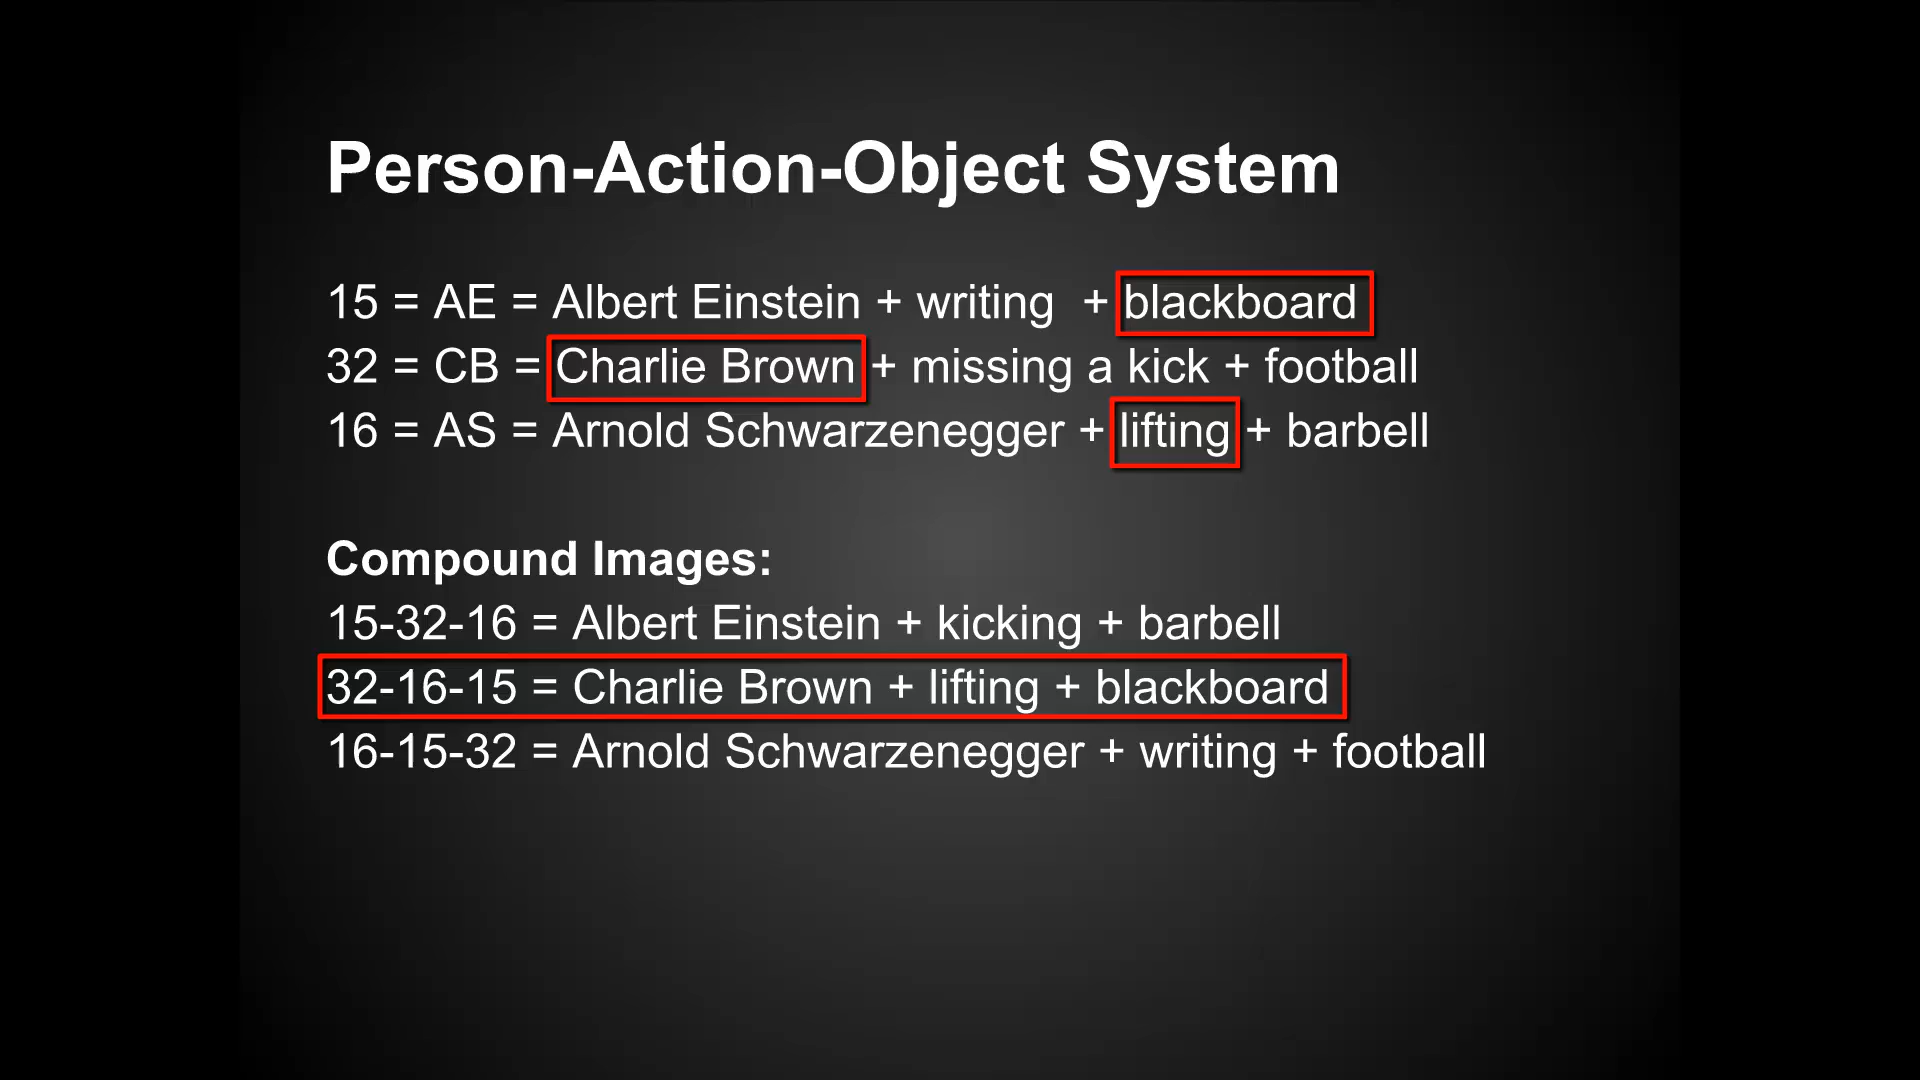 Person-Action-Object System
15 = AE = Albert Einstein + writing  + blackboard
32 = CB = Charlie Brown + missing a kick + football
16 = AS = Arnold Schwarzenegger + lifting + barbell
Compound Images:
15-32-16 = Albert Einstein + kicking + barbell
32-16-15 = Charlie Brown + lifting + blackboard
16-15-32 = Arnold Schwarzenegger + writing + football